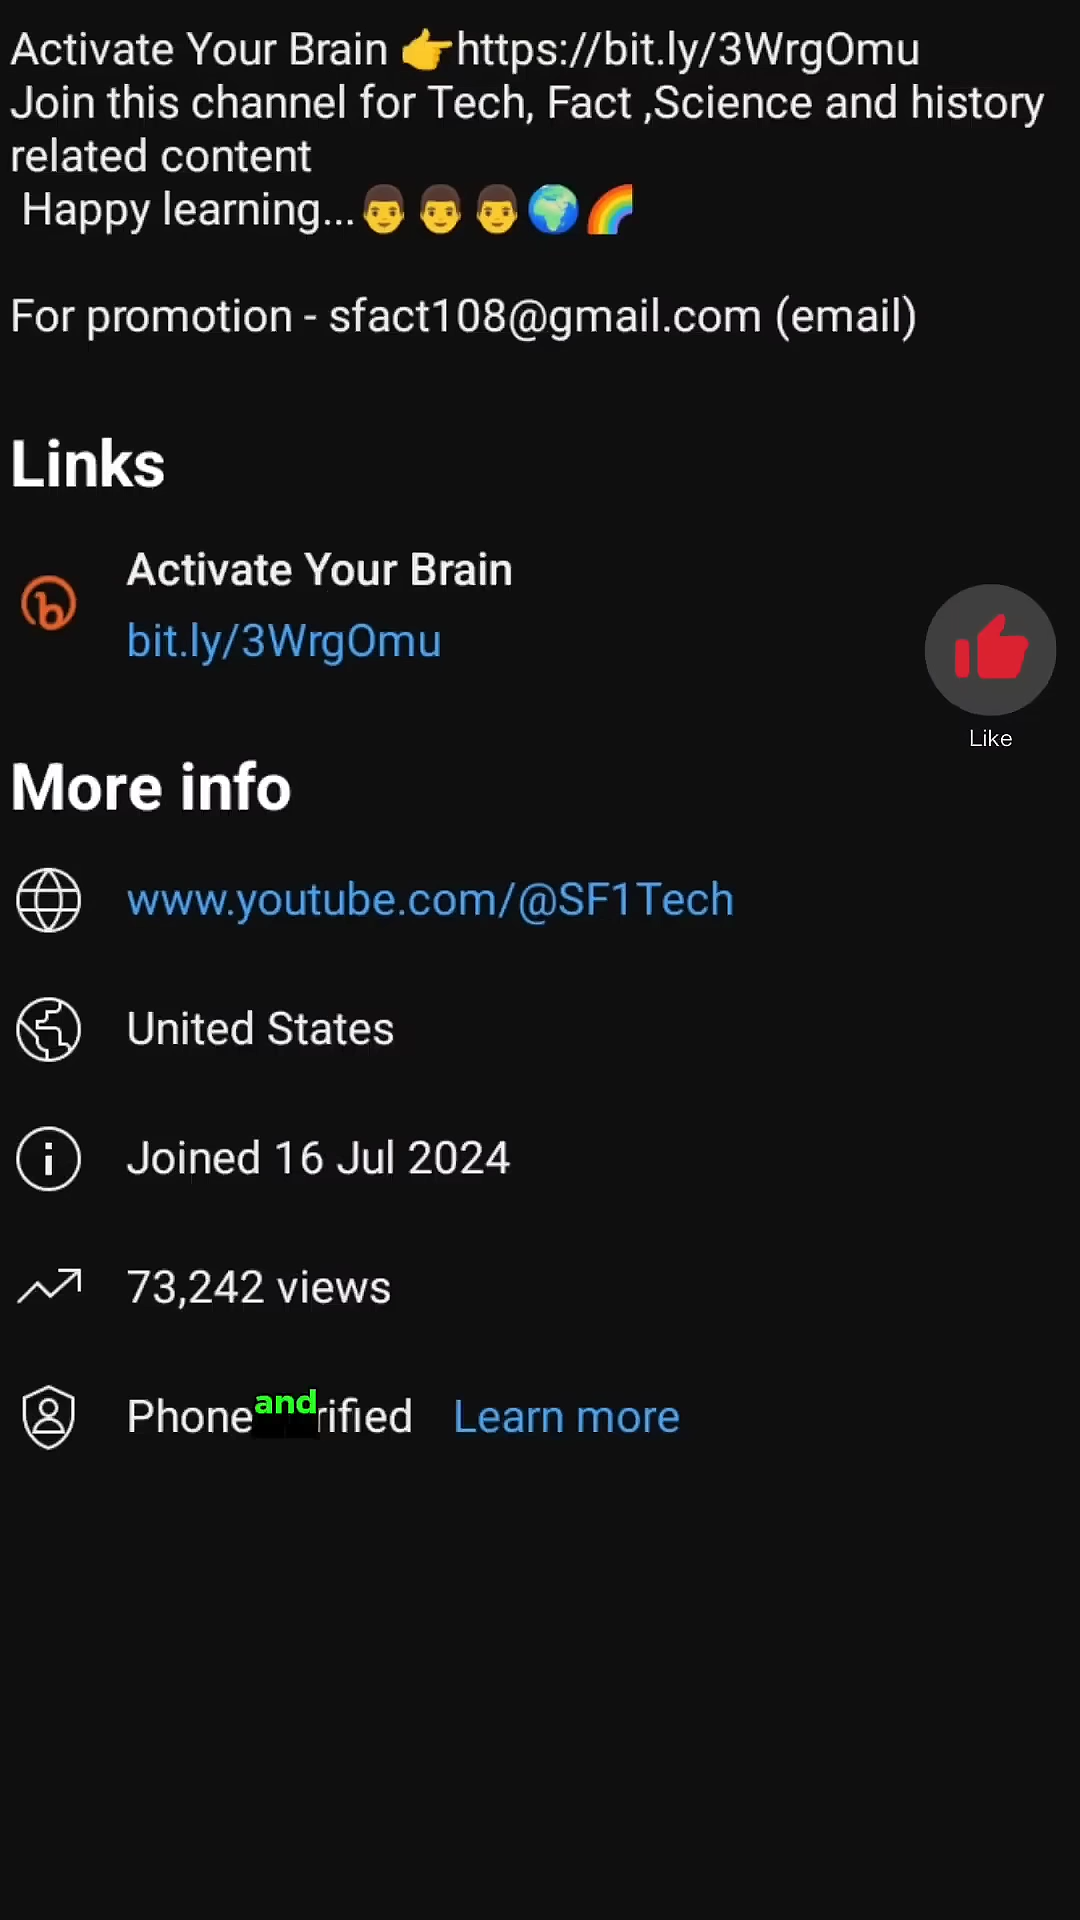 Activate Your Brain 👉https://bit.ly/3WrgOmu
Join this channel for Tech, Fact ,Science and history
related content
Happy learning...👨👨👨🌍🌈
For promotion - sfact108@gmail.com (email)
Links
Activate Your Brain
bit.ly/3WrgOmu
Like
More info
www.youtube.com/@SF1Tech
United States
Joined 16 Jul 2024
73,242 views
and
Phone rified Learn more